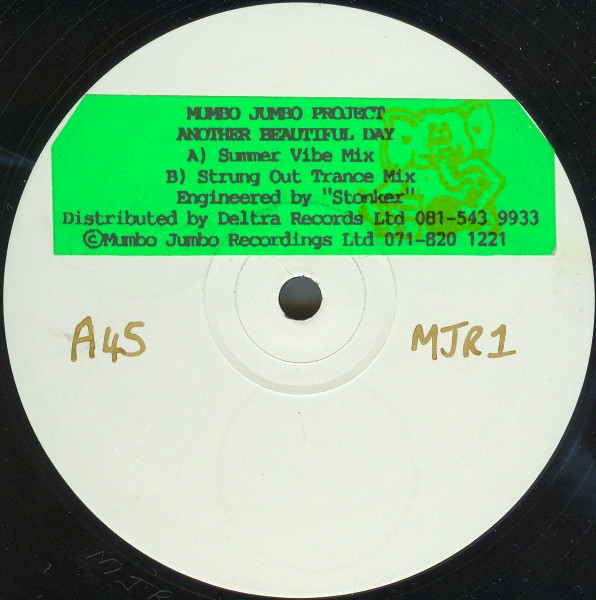 MUMBO JUMBO PROJECT
ANOTHER BEAUTIFUL DAY
A) Summer Vibe Mix
B) Strung Out Trance Mix
Engineered by "Stonker"
Distributed by Deltra Records Ltd 081-543 9933
©Mumbo Jumbo Recordings Ltd 071-820 1221
A45 MJR1
MJR